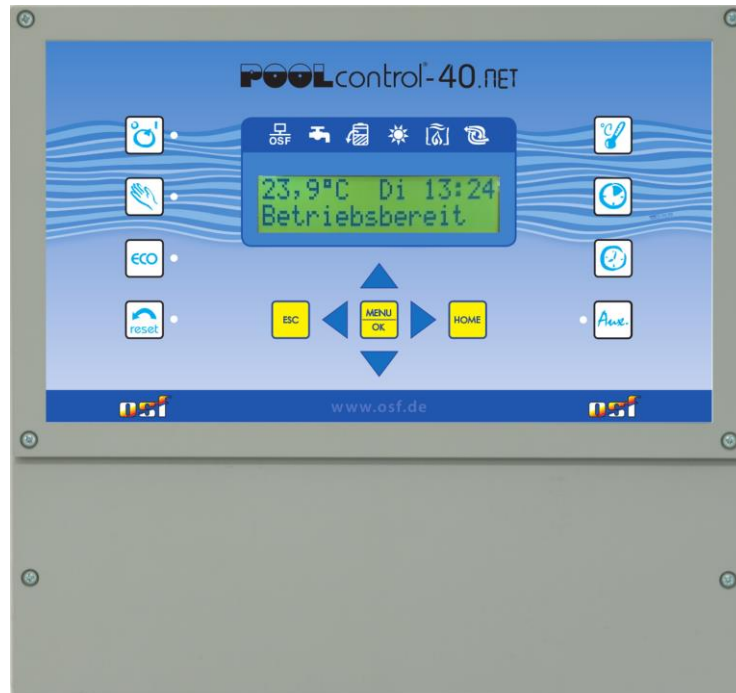 POOLcontrol-40.net
OSF
23,9°C Di 13:24
Betriebsbereit
°C
ECO
reset
ESC
MENU
OK
HOME
Aux.
osf
www.osf.de
osf